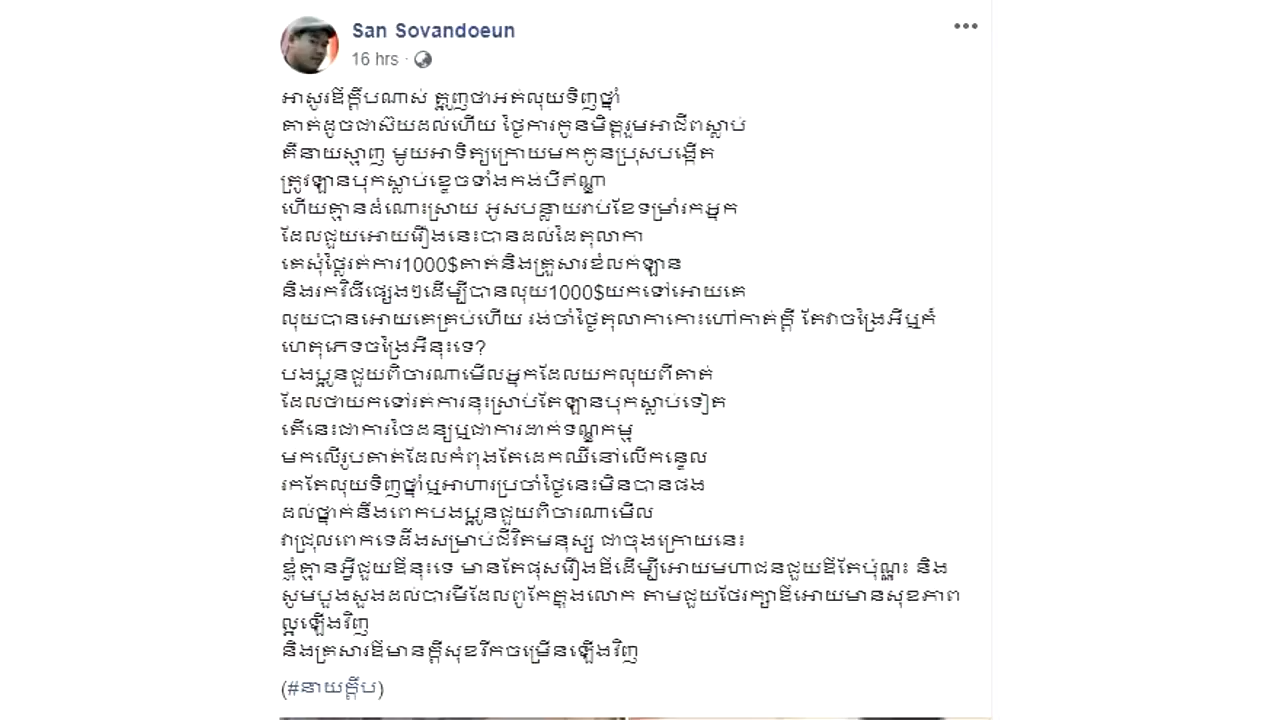 San Sovandoeun
16 hrs ·
អាសូរឪក្តឹបណាស់ ត្អូញថាអត់លុយទិញថ្នាំ
គាត់ដូចជាស៊យដល់ហើយ ថ្ងៃការកូនមិត្តរួមអាជីពស្លាប់
គឺនាយស្មាញ មួយអាទិត្យក្រោយមកកូនប្រុសបង្កើត
ត្រូវឡានបុកស្លាប់ខ្ទេចទាំងកង់បីឥណ្ឌា
ហើយគ្មានដំណោះស្រាយ អូសបន្លាយរាប់ខែទម្រាំរកអ្នក
ដែលជួយអោយរឿងនេះបានដល់ដៃតុលាកា
គេសុំថ្លៃរត់ការ1000$គាត់និងគ្រួសារខំលក់ឡាន
និងរកវិធីផ្សេងៗដើម្បីបានលុយ1000$យកទៅអោយគេ
លុយបានអោយគេគ្រប់ហើយ រង់ចាំថ្ងៃតុលាកាកោះហៅកាត់ក្តី តែវាចង្រៃអីឬកំ
ហេតុភេទចង្រៃអីនុះទេ?
បងប្អូនជួយពិចារណាមើលអ្នកដែលយកលុយពីគាត់
ដែលថាយកទៅរត់ការនុះស្រាប់តែឡានបុកស្លាប់ទៀត
តើនេះជាការចៃដន្យឬជាការដាក់ទណ្ឌកម្ម
មកលើរូបគាត់ដែលកំពុងតែដេកឈឺនៅលើកន្ទេល
រកតែលុយទិញថ្នាំឬអាហារប្រចាំថ្ងៃនេះមិនបានផង
ដល់ថ្នាក់នឹងពេកបងប្អូនជួយពិចារណាមើល
វាជ្រុលពេកទេដឹងសម្រាប់ជីវិតមនុស្ស ជាចុងក្រោយនេះ
ខ្ញុំគ្មានអ្វីជួយឪនុះទេ មានតែផុសរឿងឪដើម្បីអោយមហាជនជួយឪតែប៉ុណ្ណះ និង
សូមបួងសួងដល់បារមីដែលពូកែក្នុងលោក តាមជួយថែរក្សាឪអោយមានសុខភាព
ល្អឡើងវិញ
និងគ្រសារឪមានក្តីសុខរីកចម្រើនឡើងវិញ
(#នាយក្តឹប)